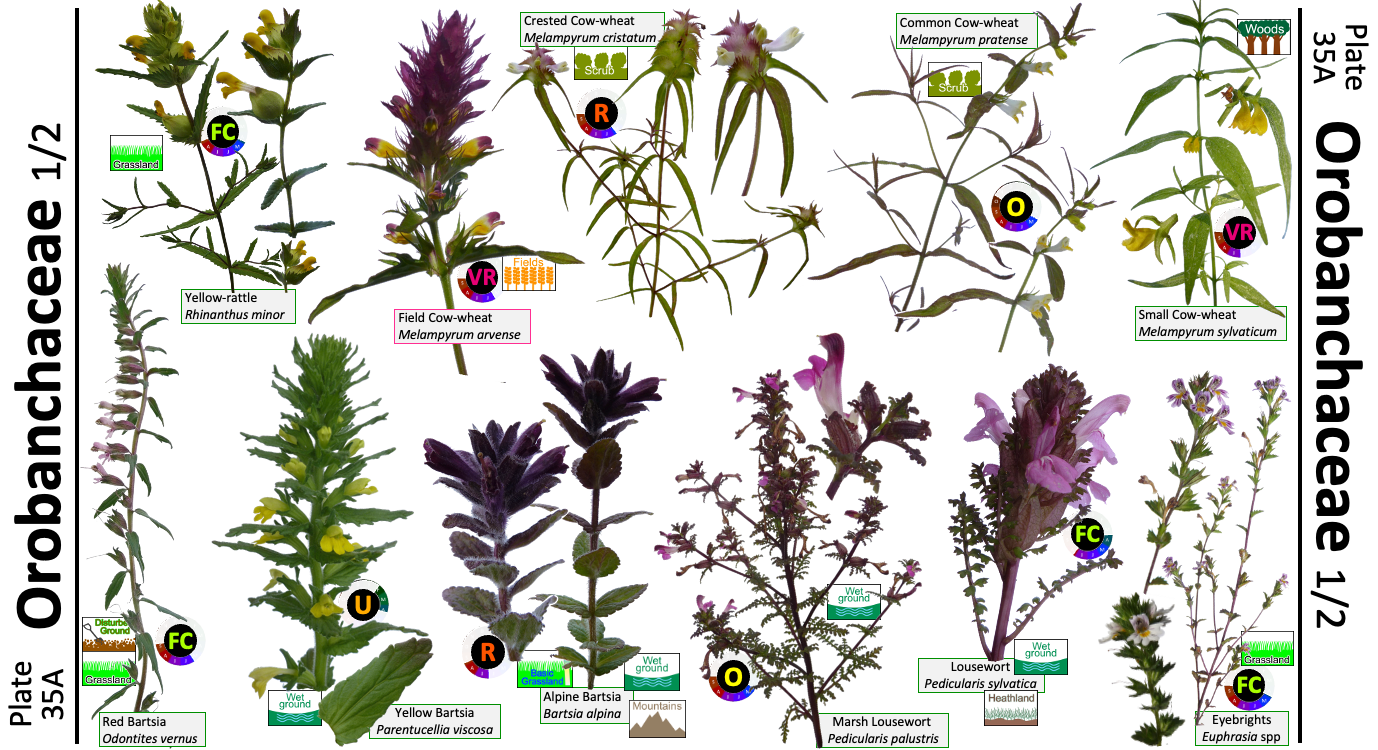 Plate
35A
Orobanchaceae 1/2
Grassland
FC
Yellow-rattle
Rhinanthus minor
VR
Fields
Field Cow-wheat
Melampyrum arvense
Crested Cow-wheat
Melampyrum cristatum
Scrub
R
Common Cow-wheat
Melampyrum pratense
Scrub
O
Woods
VR
Small Cow-wheat
Melampyrum sylvaticum
Disturbed
Ground
Grassland
FC
Red Bartsia
Odontites vernus
U
Wet
ground
Yellow Bartsia
Parentucellia viscosa
R
Basic
Grassland
Wet
ground
Mountains
Alpine Bartsia
Bartsia alpina
Wet
ground
O
Marsh Lousewort
Pedicularis palustris
FC
Wet
ground
Lousewort
Pedicularis sylvatica
Heathland
Grassland
FC
Eyebrights
Euphrasia spp
Plate
35A
Orobanchaceae 1/2